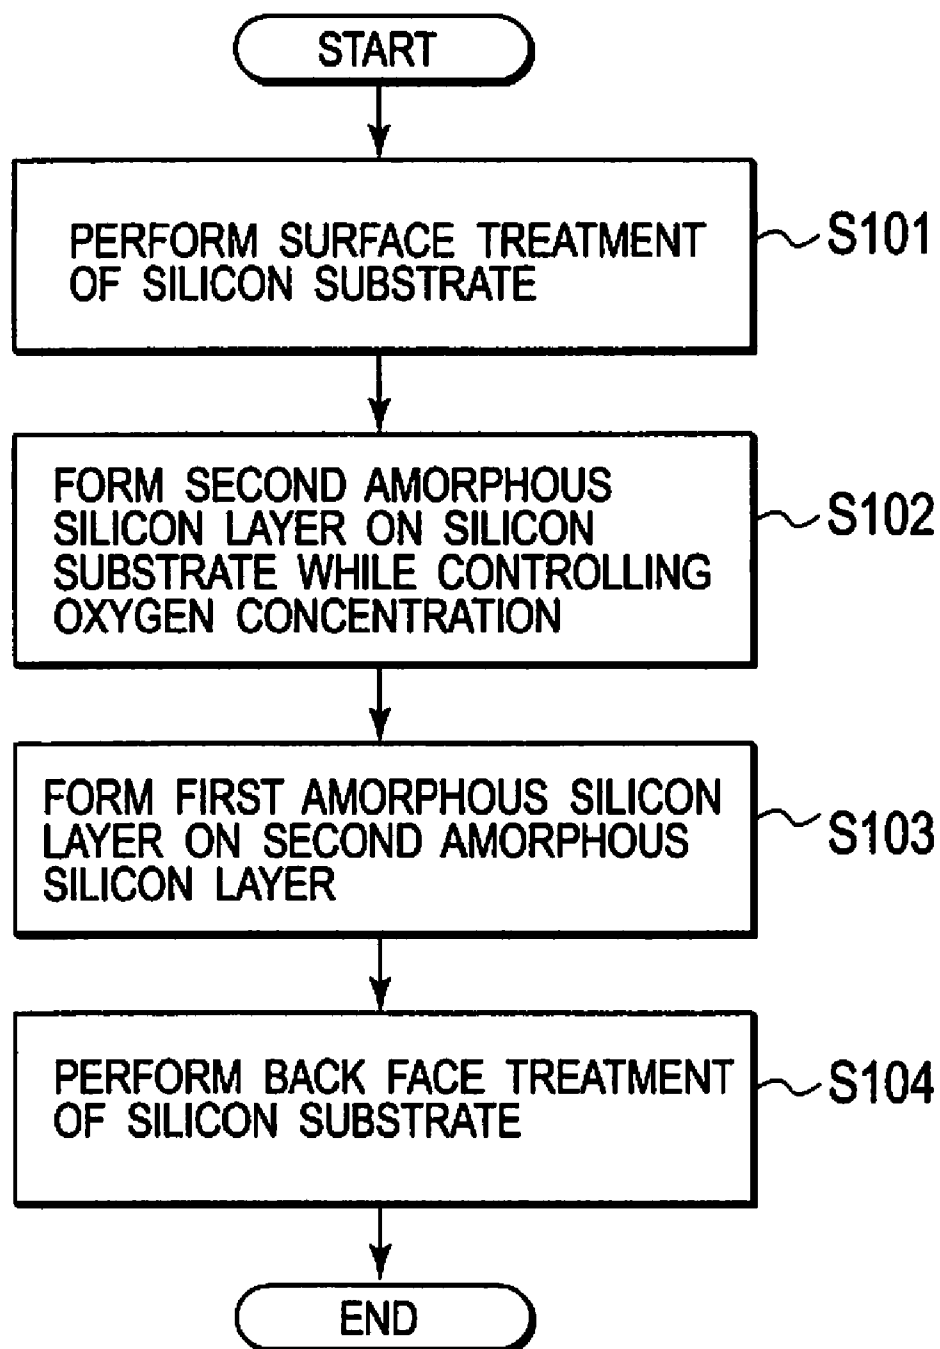 START
PERFORM SURFACE TREATMENT
OF SILICON SUBSTRATE
S101
FORM SECOND AMORPHOUS
SILICON LAYER ON SILICON
SUBSTRATE WHILE CONTROLLING
OXYGEN CONCENTRATION
S102
FORM FIRST AMORPHOUS SILICON
LAYER ON SECOND AMORPHOUS
SILICON LAYER
S103
PERFORM BACK FACE TREATMENT
OF SILICON SUBSTRATE
S104
END